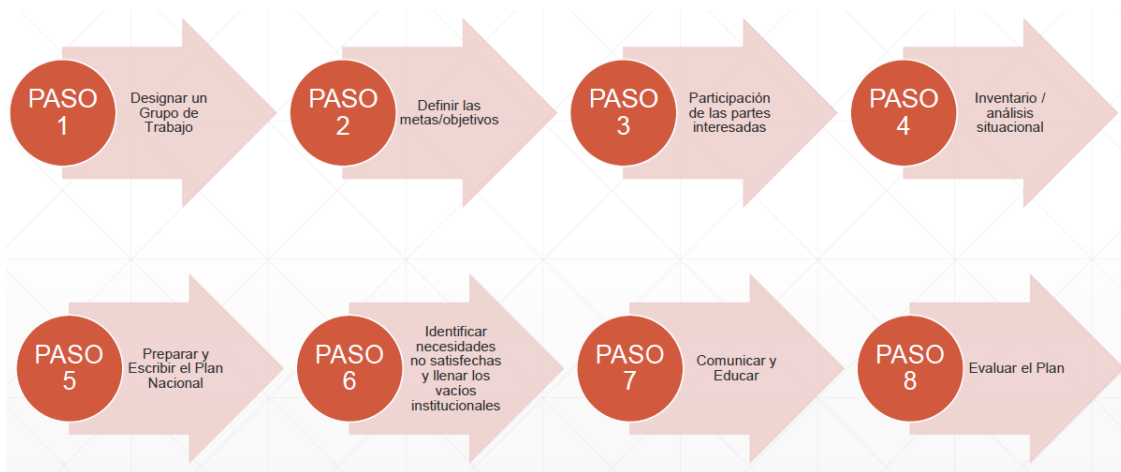 PASO
1
Designar un
Grupo de
Trabajo
PASO
2
Definir las
metas/objetivos
PASO
3
Participación
de las partes
interesadas
PASO
4
Inventario /
análisis
situacional
PASO
5
Preparar y
Escribir el Plan
Nacional
PASO
6
Identificar
necesidades
no satisfechas
y llenar los
vacíos
institucionales
PASO
7
Comunicar y
Educar
PASO
8
Evaluar el Plan